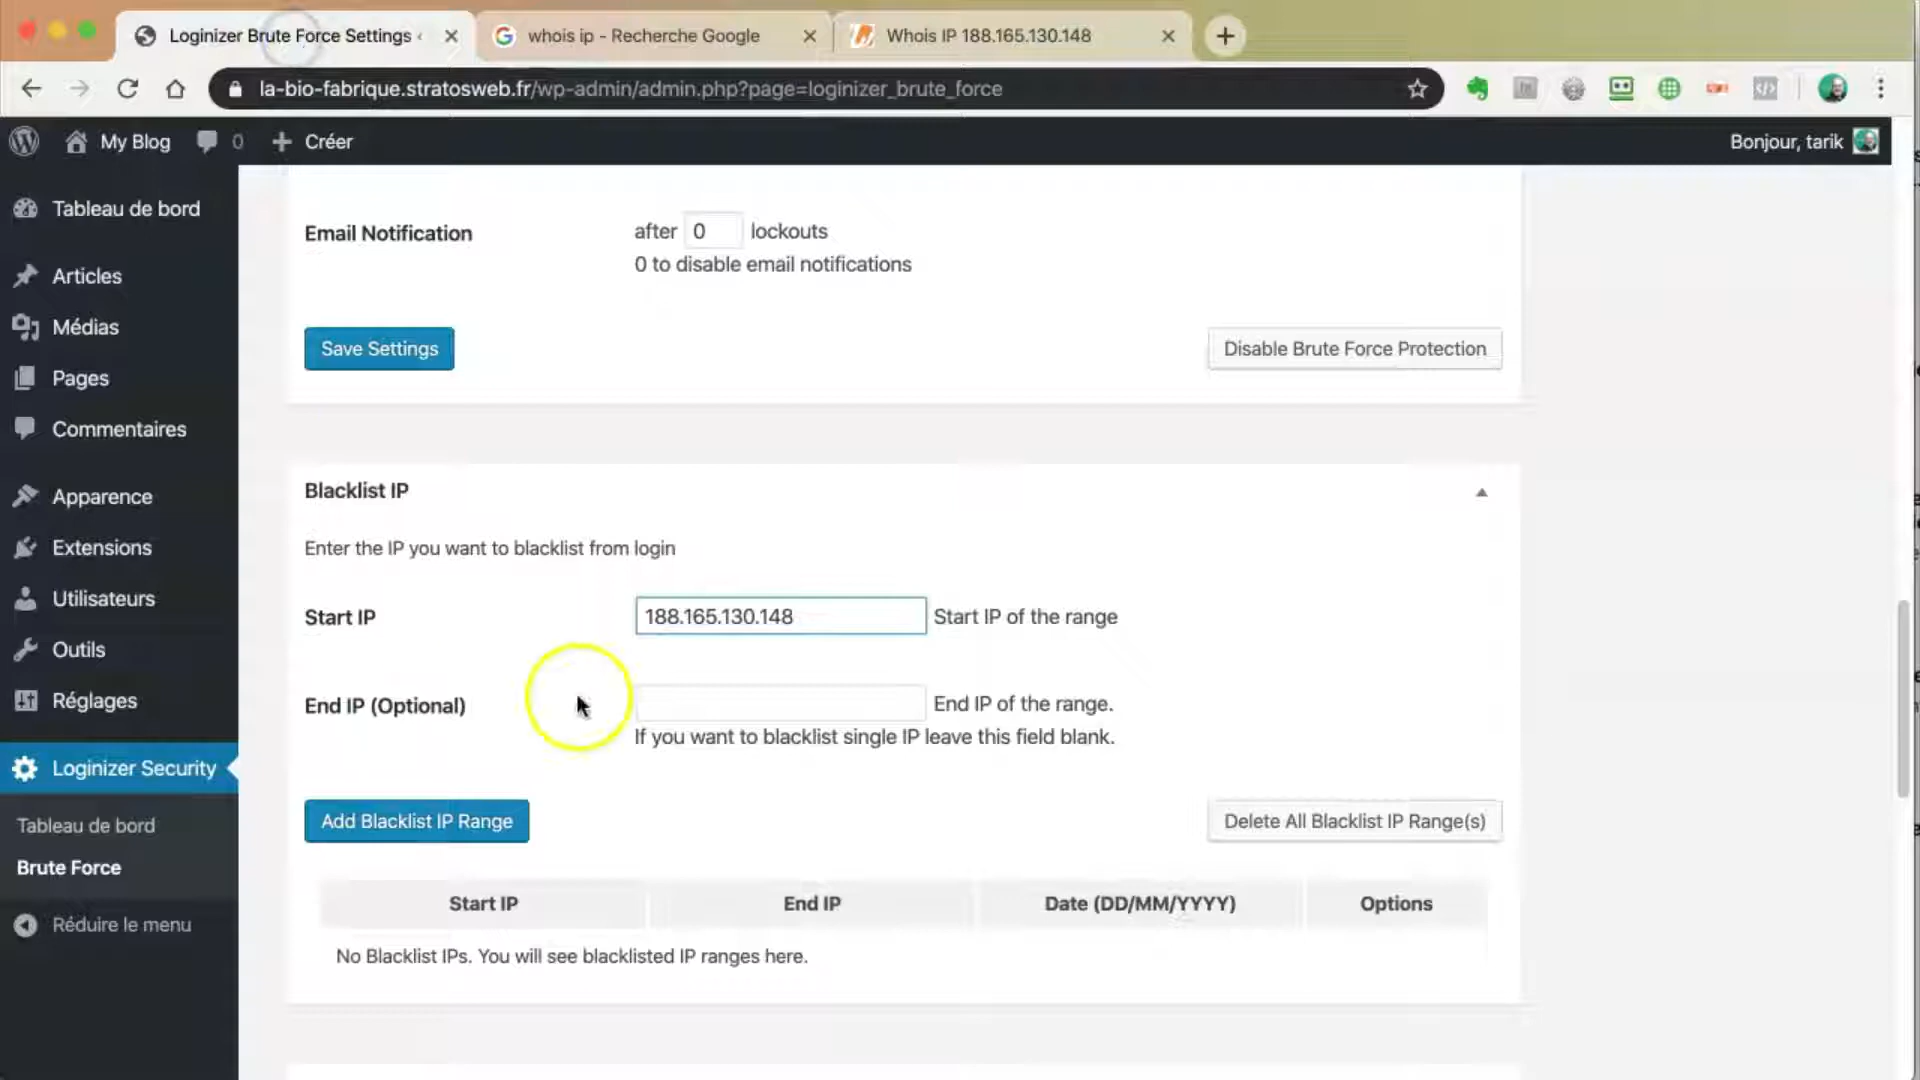 Loginizer Brute Force Settings ‹
whois ip - Recherche Google
Whois IP 188.165.130.148
la-bio-fabrique.stratosweb.fr/wp-admin/admin.php?page=loginizer_brute_force
My Blog
0
Créer
Bonjour, tarik
Tableau de bord
Articles
Médias
Pages
Commentaires
Apparence
Extensions
Utilisateurs
Outils
Réglages
Loginizer Security
Tableau de bord
Brute Force
Réduire le menu
Email Notification
after 0 lockouts
0 to disable email notifications
Save Settings
Disable Brute Force Protection
Blacklist IP
Enter the IP you want to blacklist from login
Start IP
188.165.130.148
Start IP of the range
End IP (Optional)
End IP of the range.
If you want to blacklist single IP leave this field blank.
Add Blacklist IP Range
Delete All Blacklist IP Range(s)
Start IP
End IP
Date (DD/MM/YYYY)
Options
No Blacklist IPs. You will see blacklisted IP ranges here.